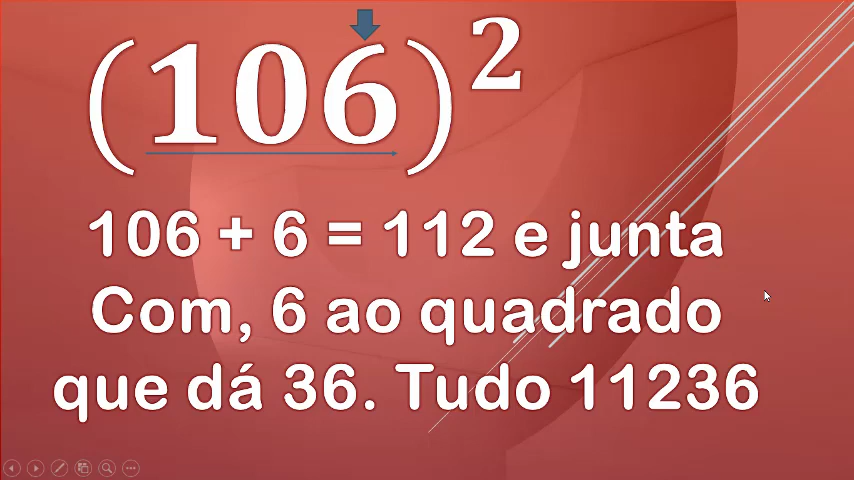 (106)²
106 + 6 = 112 e junta
Com, 6 ao quadrado
que dá 36. Tudo 11236